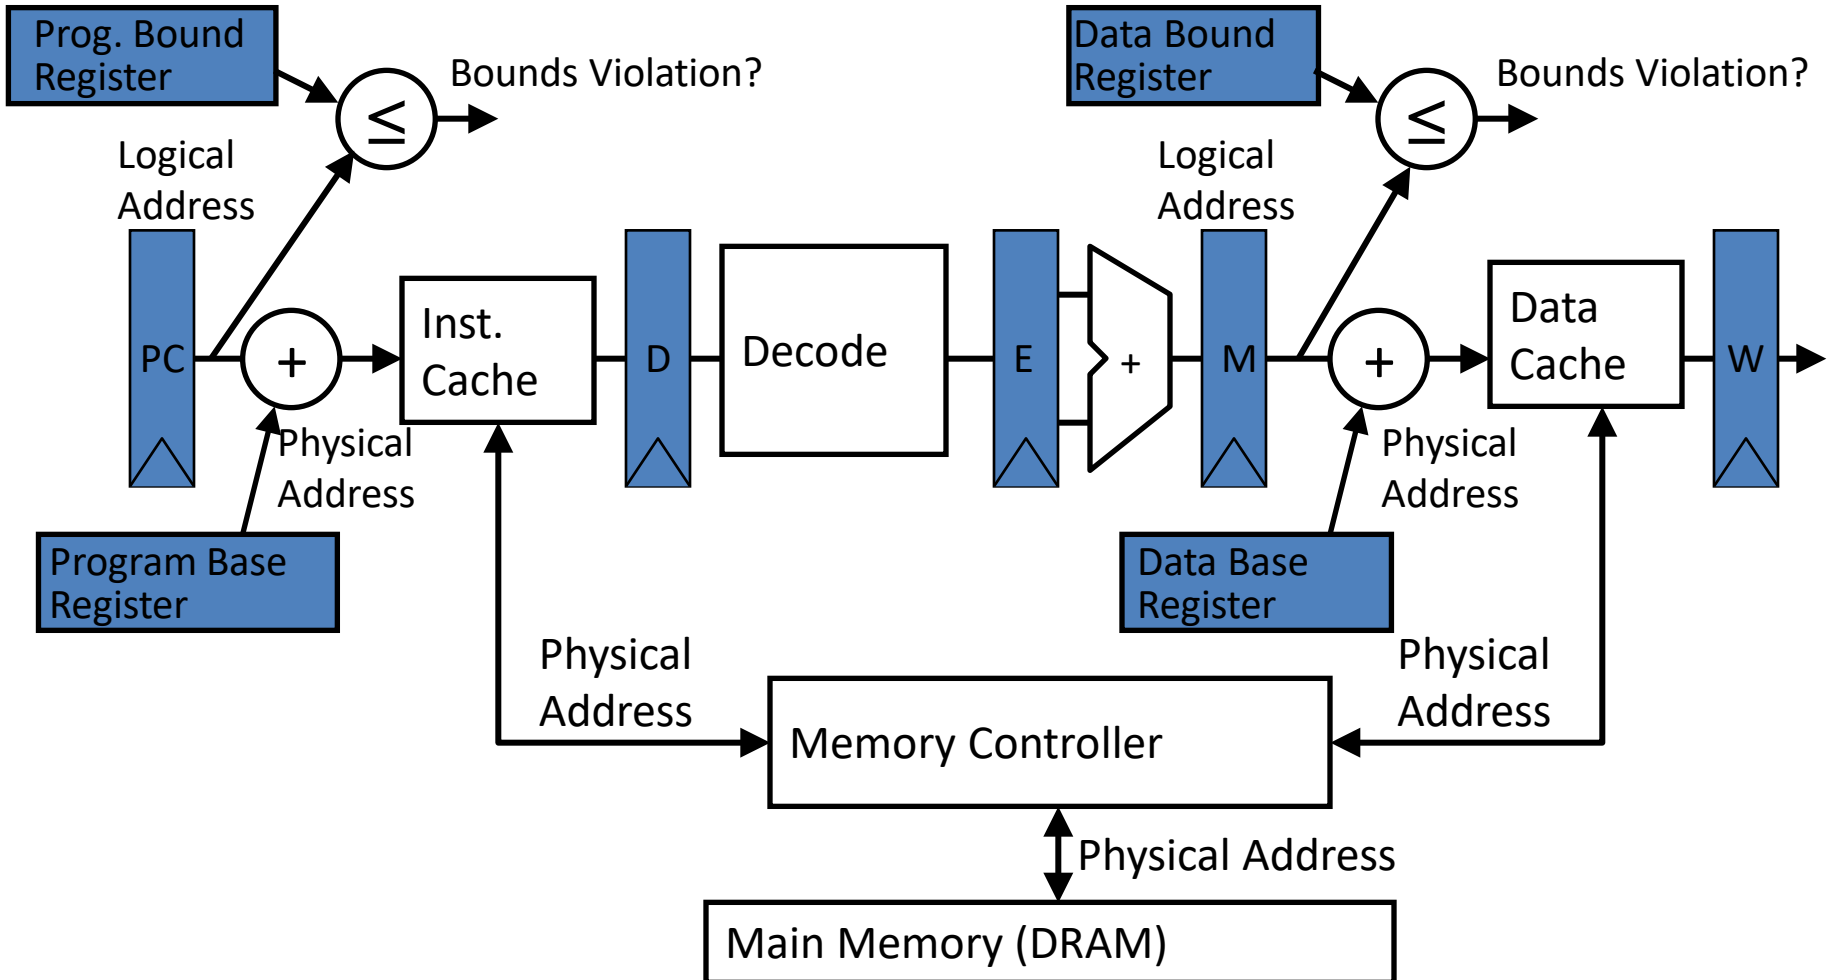 Prog. Bound
Register
Bounds Violation?
≤
Data Bound
Register
Bounds Violation?
≤
Logical
Address
Logical
Address
PC
+
Inst.
Cache
D
Decode
E
+
M
+
Data
Cache
W
Physical
Address
Physical
Address
Program Base
Register
Data Base
Register
Physical
Address
Physical
Address
Memory Controller
Physical Address
Main Memory (DRAM)